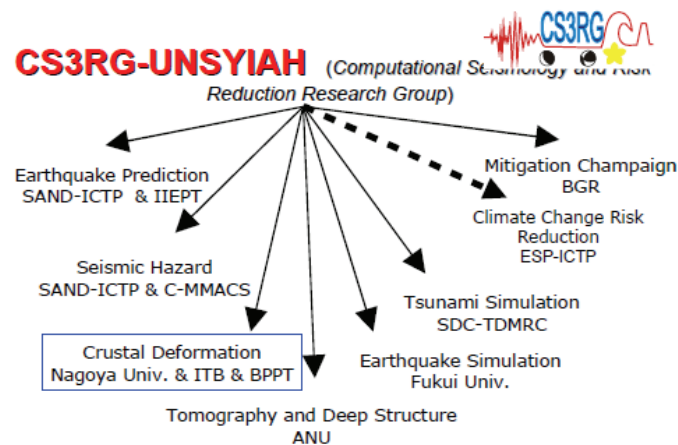 CS3RG
CS3RG-UNSYIAH (Computational Seismology and Risk
Reduction Research Group)
Earthquake Prediction
SAND-ICTP & IIEPT
Mitigation Champaign
BGR
Climate Change Risk
Reduction
ESP-ICTP
Seismic Hazard
SAND-ICTP & C-MMACS
Tsunami Simulation
SDC-TDMRC
Crustal Deformation
Nagoya Univ. & ITB & BPPT
Earthquake Simulation
Fukui Univ.
Tomography and Deep Structure
ANU